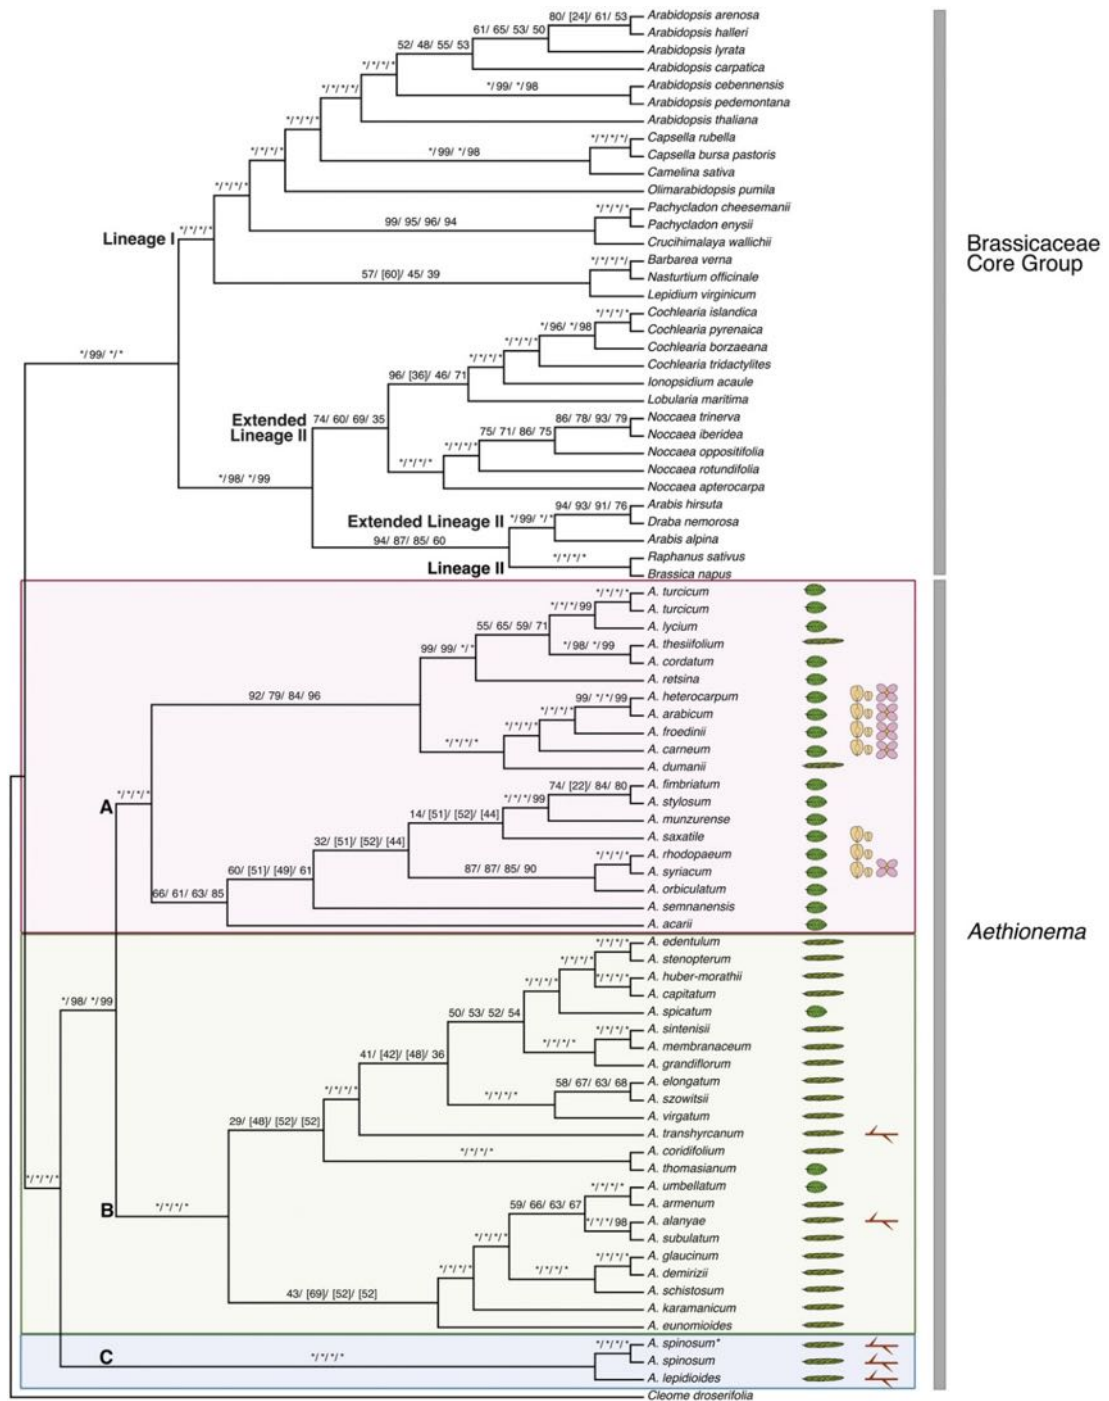 80/ [24]/ 61/ 53
Arabidopsis arenosa
61/ 65/ 53/ 50
Arabidopsis halleri
52/ 48/ 55/ 53
Arabidopsis lyrata
Arabidopsis carpatica
*/*/*/*
*/99/ */98
Arabidopsis cebennensis
Arabidopsis pedemontana
*/*/*/*
Arabidopsis thaliana
*/*/*/*
*/*/*/*/
Capsella rubella
*/*/*/*
*/99/ */98
Capsella bursa pastoris
Camelina sativa
*/*/*/*
Olimarabidopsis pumila
*/*/*/*
Pachycladon cheesemanii
99/ 95/ 96/ 94
Pachycladon enysii
Lineage I
*/*/*/*
Crucihimalaya wallichii
*/*/*/*/
Barbarea verna
57/ [60]/ 45/ 39
Nasturtium officinale
Lepidium virginicum
Brassicaceae
Core Group
*/*/*/*
Cochlearia islandica
*/96/ */98
Cochlearia pyrenaica
*/*/*/*
Cochlearia borzaeana
*/99/ */*
*/*/*/*
Cochlearia tridactylites
96/ [36]/ 46/ 71
Ionopsidium acaule
Lobularia maritima
Extended
Lineage II
74/ 60/ 69/ 35
86/ 78/ 93/ 79
Noccaea trinerva
75/ 71/ 86/ 75
Noccaea iberidea
*/*/*/*
Noccaea oppositifolia
*/*/*/*
Noccaea rotundifolia
*/98/ */99
Noccaea apterocarpa
94/ 93/ 91/ 76
Arabis hirsuta
Extended Lineage II
*/99/ */*
Draba nemorosa
94/ 87/ 85/ 60
Arabis alpina
*/*/*/*
Raphanus sativus
Lineage II
Brassica napus
*/*/*/*
A. turcicum
*/*/*/99
A. turcicum
55/ 65/ 59/ 71
A. lycium
99/ 99/ */*
*/98/ */99
A. thesiifolium
A. cordatum
A. retsina
92/ 79/ 84/ 96
99/ */*/99
A. heterocarpum
*/*/*/*
A. arabicum
*/*/*/*
A. froedinii
*/*/*/*
A. carneum
A. dumanii
74/ [22]/ 84/ 80
A. fimbriatum
*/*/*/*
A
*/*/*/99
A. stylosum
14/ [51]/ [52]/ [44]
A. munzurense
32/ [51]/ [52]/ [44]
A. saxatile
*/*/*/*
A. rhodopaeum
60/ [51]/ [49]/ 61
87/ 87/ 85/ 90
A. syriacum
66/ 61/ 63/ 85
A. orbiculatum
A. semnanensis
A. acarii
Aethionema
*/*/*/*
A. edentulum
*/*/*/*
A. stenopterum
*/*/*/*
*/*/*/*
A. huber-morathii
A. capitatum
*/98/ */99
50/ 53/ 52/ 54
A. spicatum
*/*/*/*
A. sintenisii
*/*/*/*
A. membranaceum
41/ [42]/ [48]/ 36
A. grandiflorum
58/ 67/ 63/ 68
A. elongatum
*/*/*/*
*/*/*/*
A. szowitsii
A. virgatum
29/ [48]/ [52]/ [52]
A. transhyrcanum
*/*/*/*
A. coridifolium
A. thomasianum
*/*/*/*
*/*/*/*
A. umbellatum
B
*/*/*/*
59/ 66/ 63/ 67
A. armenum
*/*/*/98
A. alanyae
*/*/*/*
A. subulatum
*/*/*/*
A. glaucinum
*/*/*/*
*/*/*/*
A. demirizii
43/ [69]/ [52]/ [52]
A. schistosum
A. karamanicum
A. eunomioides
*/*/*/*
A. spinosum*
C
*/*/*/*
A. spinosum
A. lepidioides
Cleome droserifolia